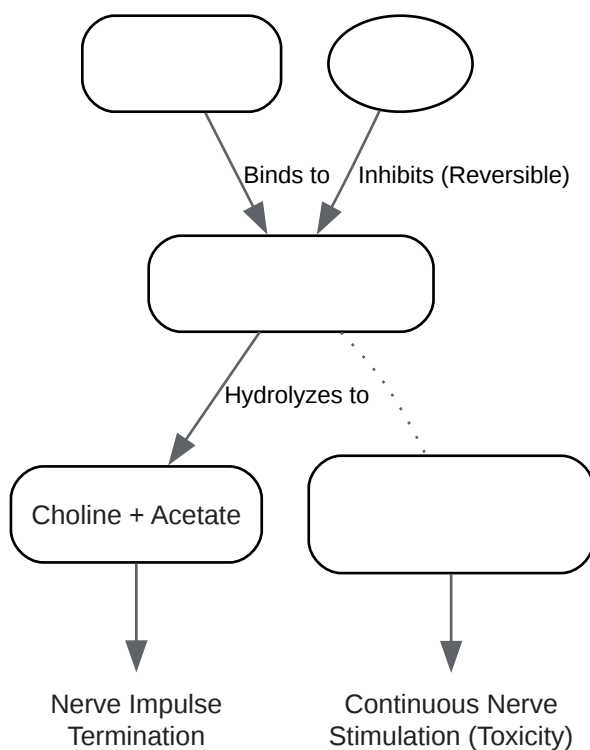 Binds to
Inhibits (Reversible)
Hydrolyzes to
Choline + Acetate
Nerve Impulse
Termination
Continuous Nerve
Stimulation (Toxicity)